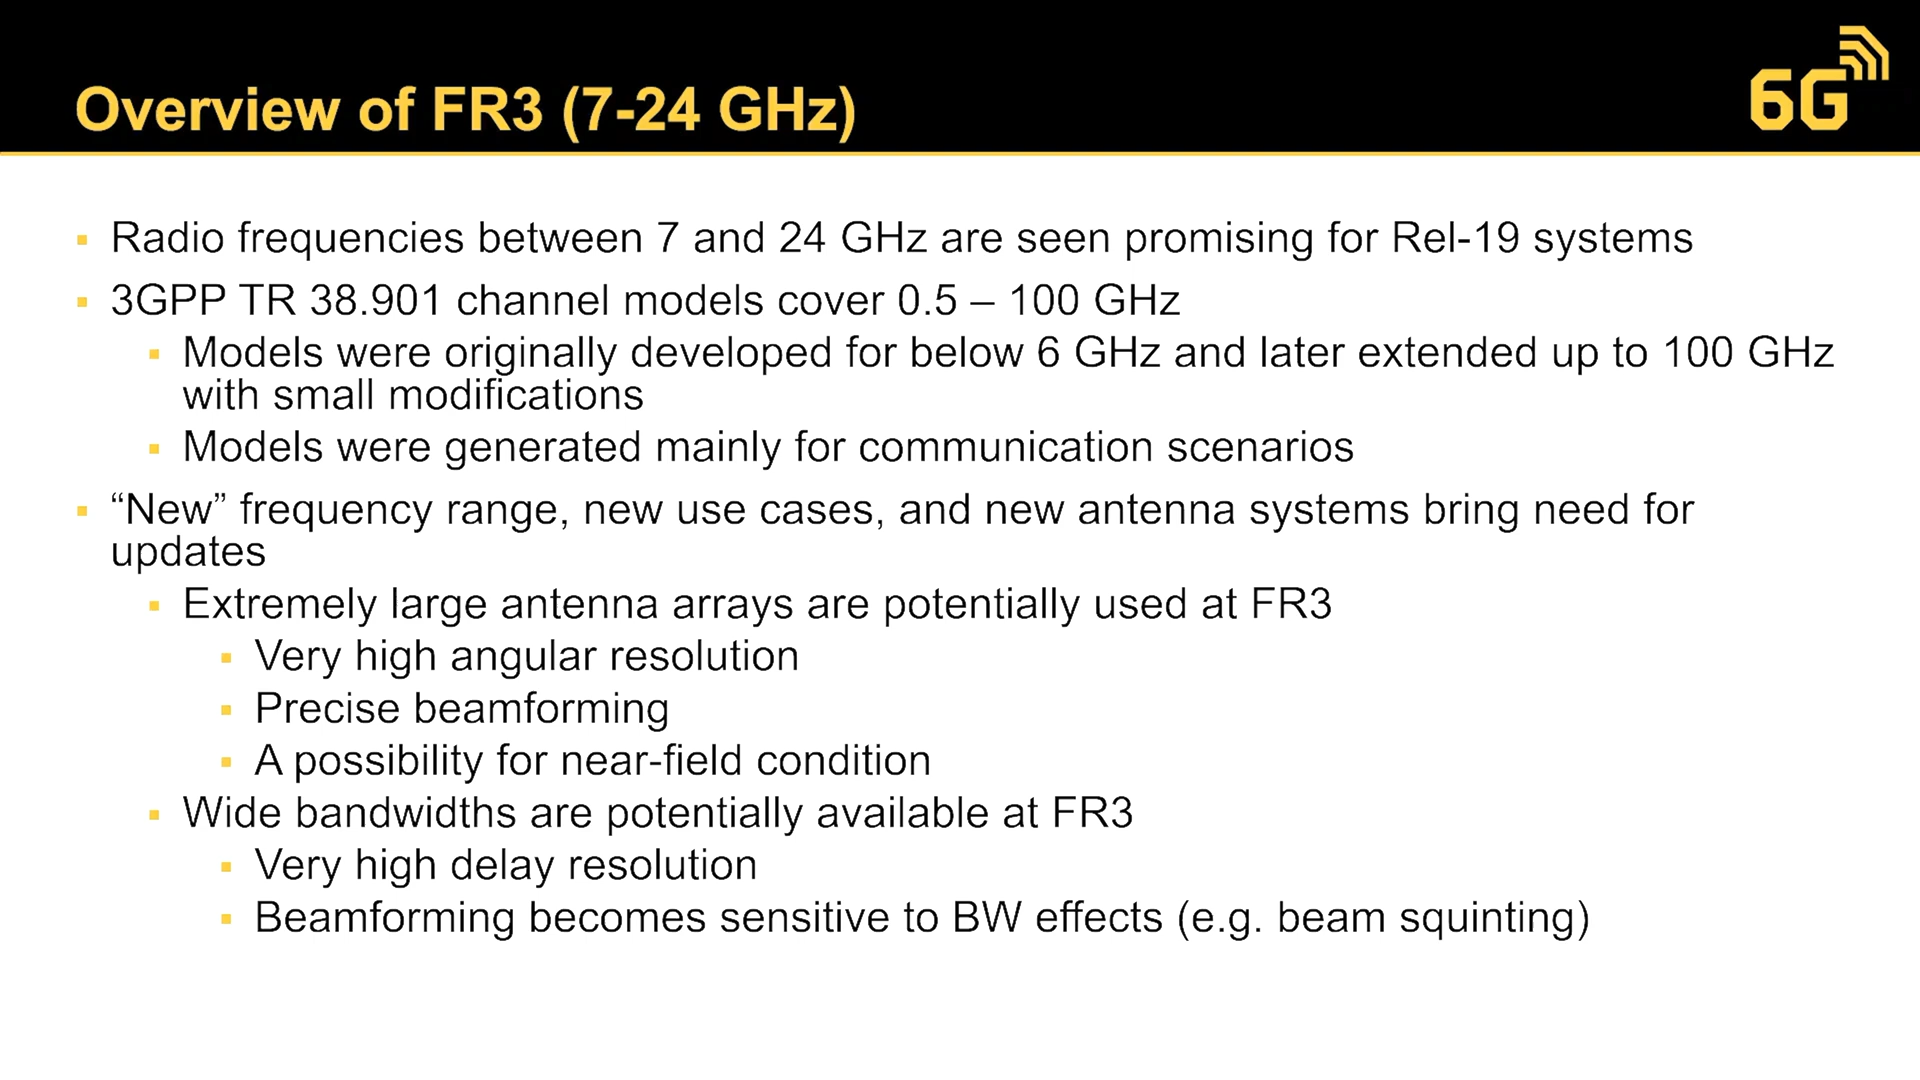 Overview of FR3 (7-24 GHz)
6G
Radio frequencies between 7 and 24 GHz are seen promising for Rel-19 systems
3GPP TR 38.901 channel models cover 0.5 – 100 GHz
Models were originally developed for below 6 GHz and later extended up to 100 GHz
with small modifications
Models were generated mainly for communication scenarios
“New” frequency range, new use cases, and new antenna systems bring need for
updates
Extremely large antenna arrays are potentially used at FR3
Very high angular resolution
Precise beamforming
A possibility for near-field condition
Wide bandwidths are potentially available at FR3
Very high delay resolution
Beamforming becomes sensitive to BW effects (e.g. beam squinting)